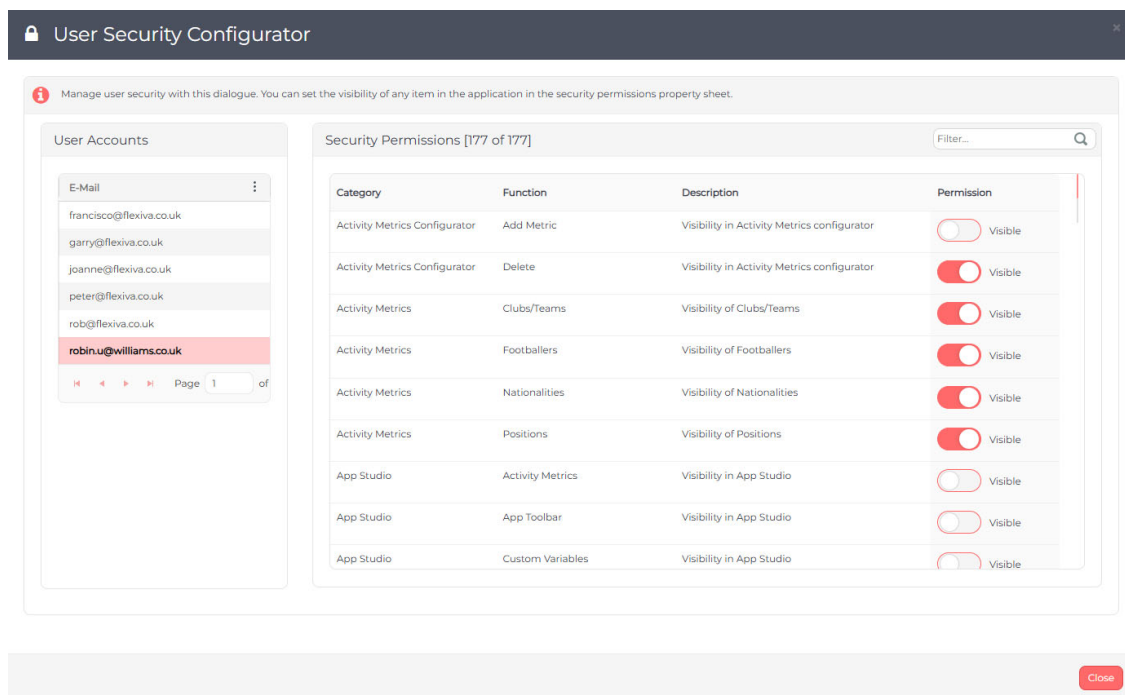 User Security Configurator
Manage user security with this dialogue. You can set the visibility of any item in the application in the security permissions property sheet.
User Accounts
E-Mail
francisco@flexiva.co.uk
garry@flexiva.co.uk
joanne@flexiva.co.uk
peter@flexiva.co.uk
rob@flexiva.co.uk
robin.u@williams.co.uk
Page 1 of
Security Permissions [177 of 177]
Filter...
Category Function Description Permission
Activity Metrics Configurator Add Metric Visibility in Activity Metrics configurator Visible
Activity Metrics Configurator Delete Visibility in Activity Metrics configurator Visible
Activity Metrics Clubs/Teams Visibility of Clubs/Teams Visible
Activity Metrics Footballers Visibility of Footballers Visible
Activity Metrics Nationalities Visibility of Nationalities Visible
Activity Metrics Positions Visibility of Positions Visible
App Studio Activity Metrics Visibility in App Studio Visible
App Studio App Toolbar Visibility in App Studio Visible
App Studio Custom Variables Visibility in App Studio Visible
Close